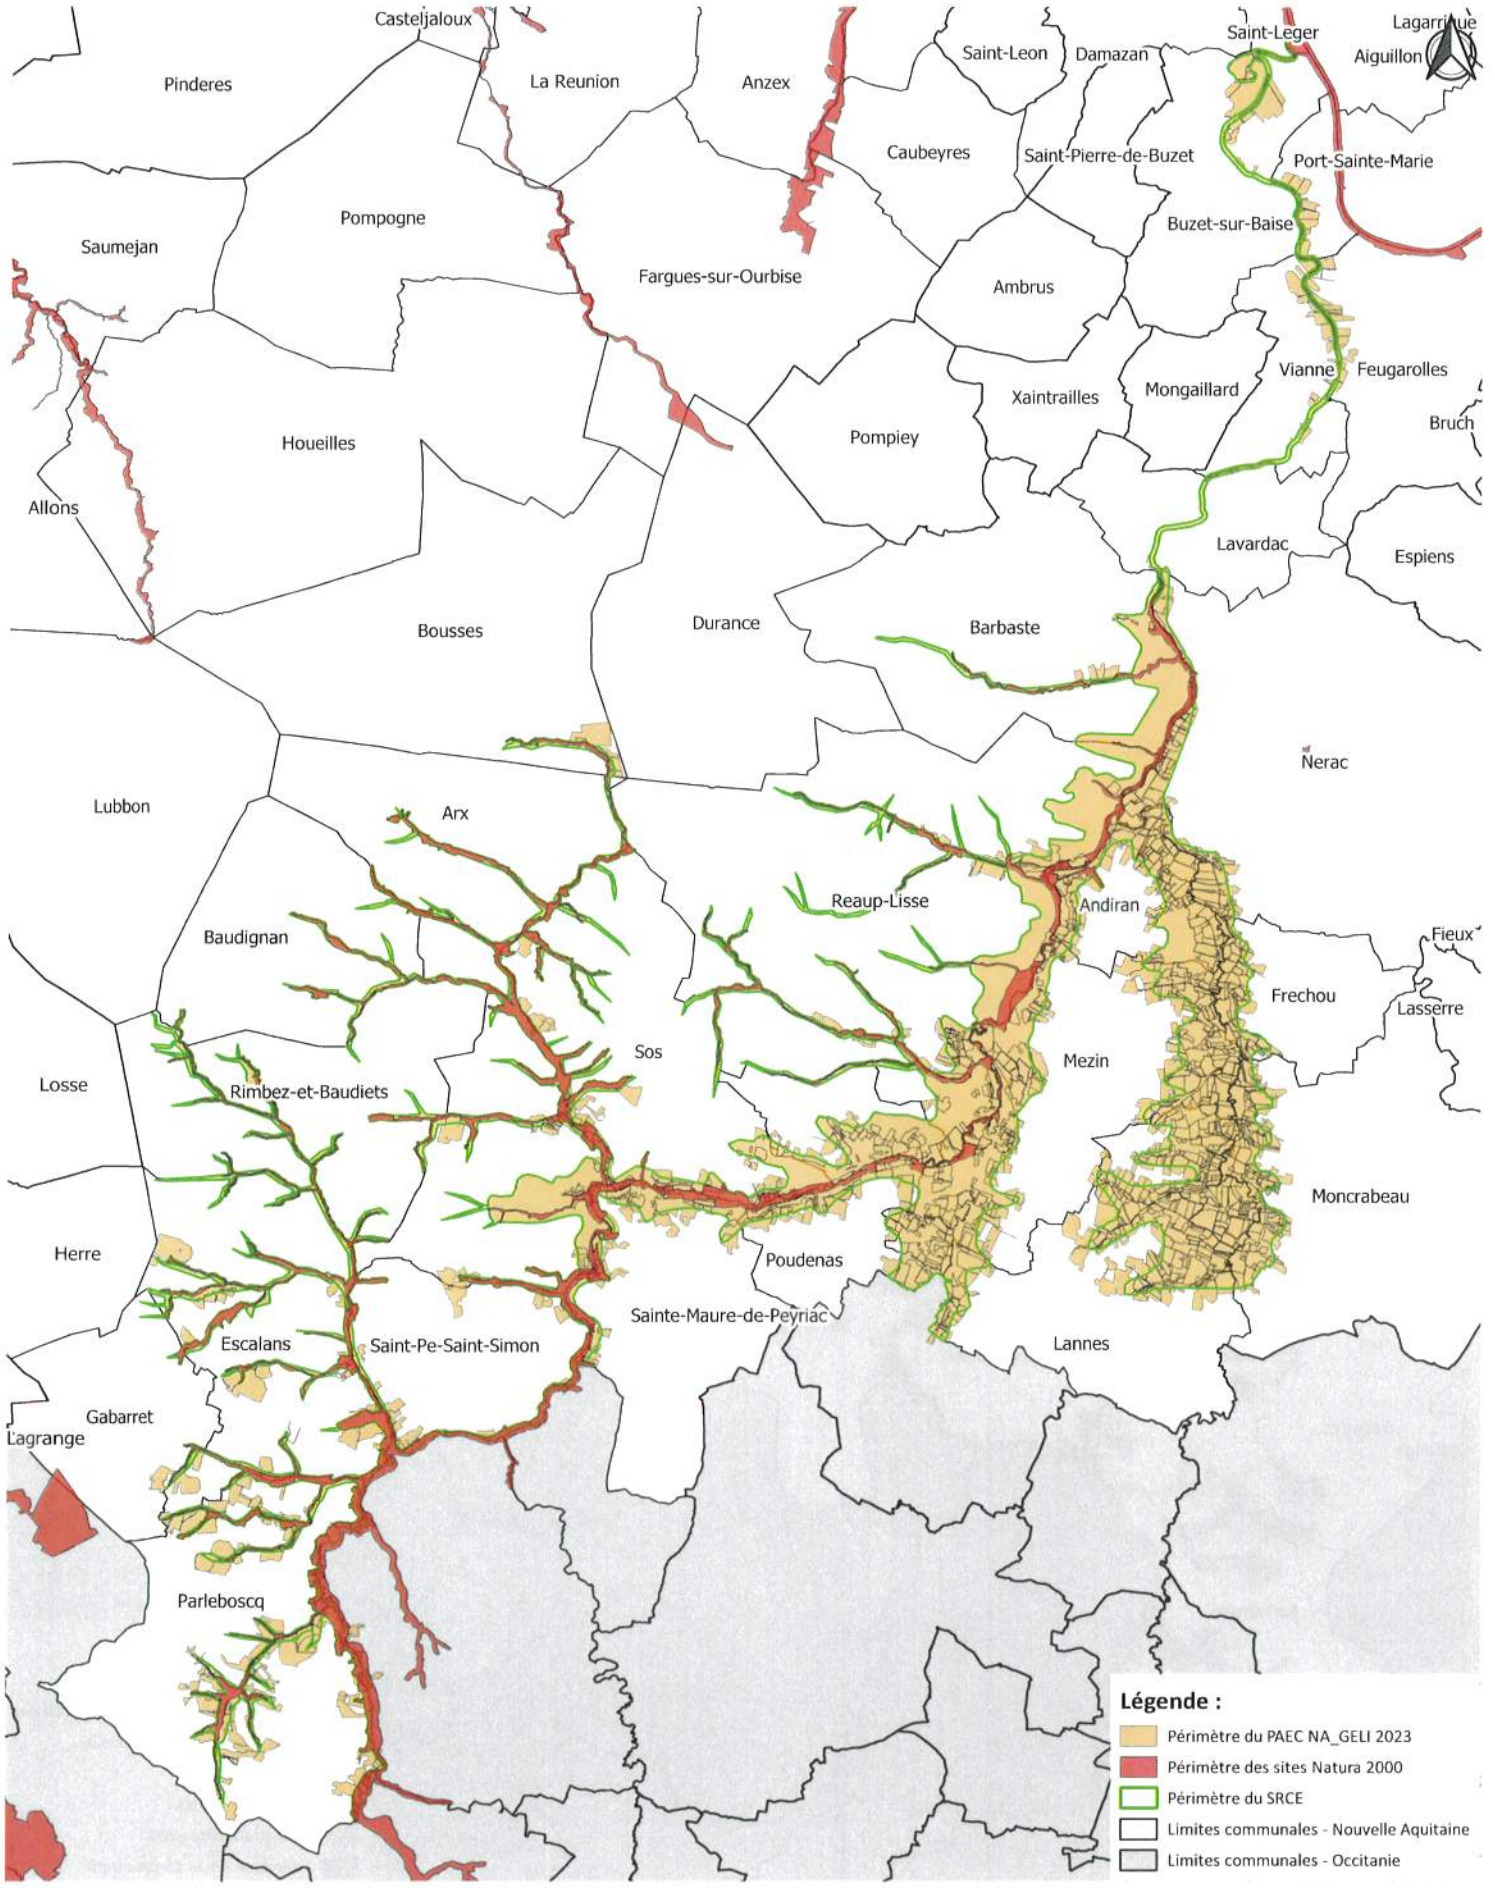 Casteljaloux
Saint-Leger
Lagarrigue
Pinderes
La Reunion
Anzex
Saint-Leon
Damazan
Aiguillon
Caubeyres
Saint-Pierre-de-Buzet
Port-Sainte-Marie
Saumejan
Pompogne
Buzet-sur-Baise
Fargues-sur-Ourbise
Ambrus
Vianne
Feugarolles
Xaintrailles
Mongaillard
Houeilles
Pompiey
Bruch
Allons
Lavardac
Espiens
Bousses
Durance
Barbaste
Nerac
Lubbon
Arx
Reaup-Lisse
Andiran
Baudignan
Fieux
Frechou
Lasserre
Sos
Mezin
Losse
Rimbez-et-Baudiets
Moncrabeau
Herre
Poudenas
Sainte-Maure-de-Peyriac
Escalans
Saint-Pe-Saint-Simon
Lannes
Gabarret
Lagrange
Parleboscq
Légende :
Périmètre du PAEC NA_GELI 2023
Périmètre des sites Natura 2000
Périmètre du SRCE
Limites communales - Nouvelle Aquitaine
Limites communales - Occitanie